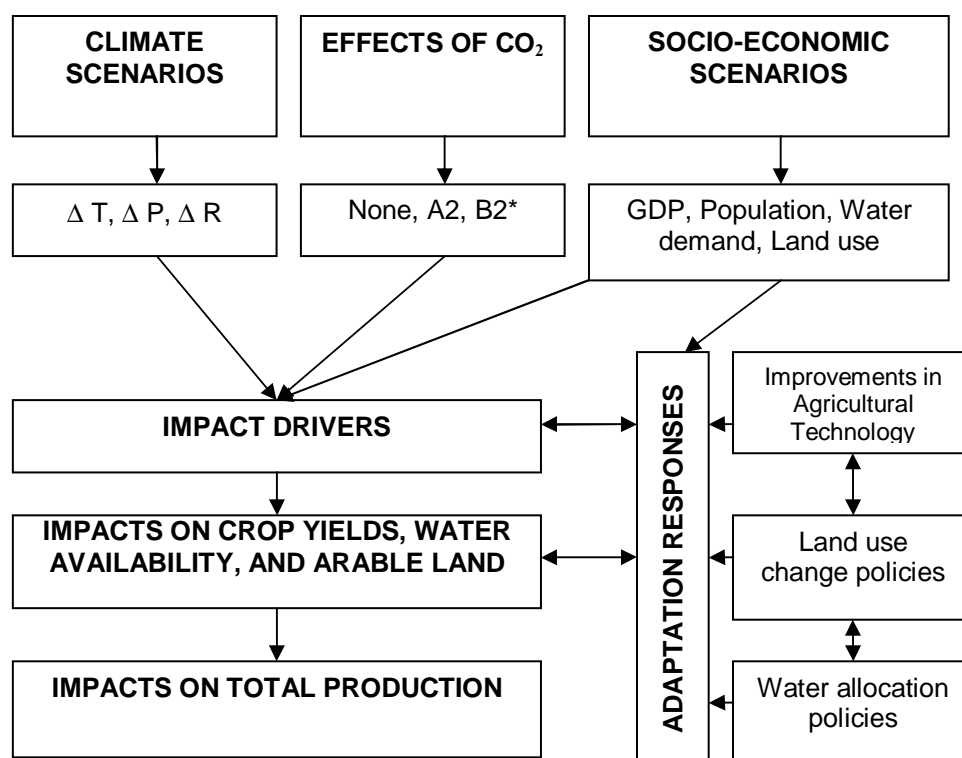 CLIMATE
SCENARIOS
EFFECTS OF CO₂
SOCIO-ECONOMIC
SCENARIOS
Δ T, Δ P, Δ R
None, A2, B2*
GDP, Population, Water
demand, Land use
IMPACT DRIVERS
IMPACTS ON CROP YIELDS, WATER
AVAILABILITY, AND ARABLE LAND
IMPACTS ON TOTAL PRODUCTION
ADAPTATION RESPONSES
Improvements in
Agricultural
Technology
Land use
change policies
Water allocation
policies